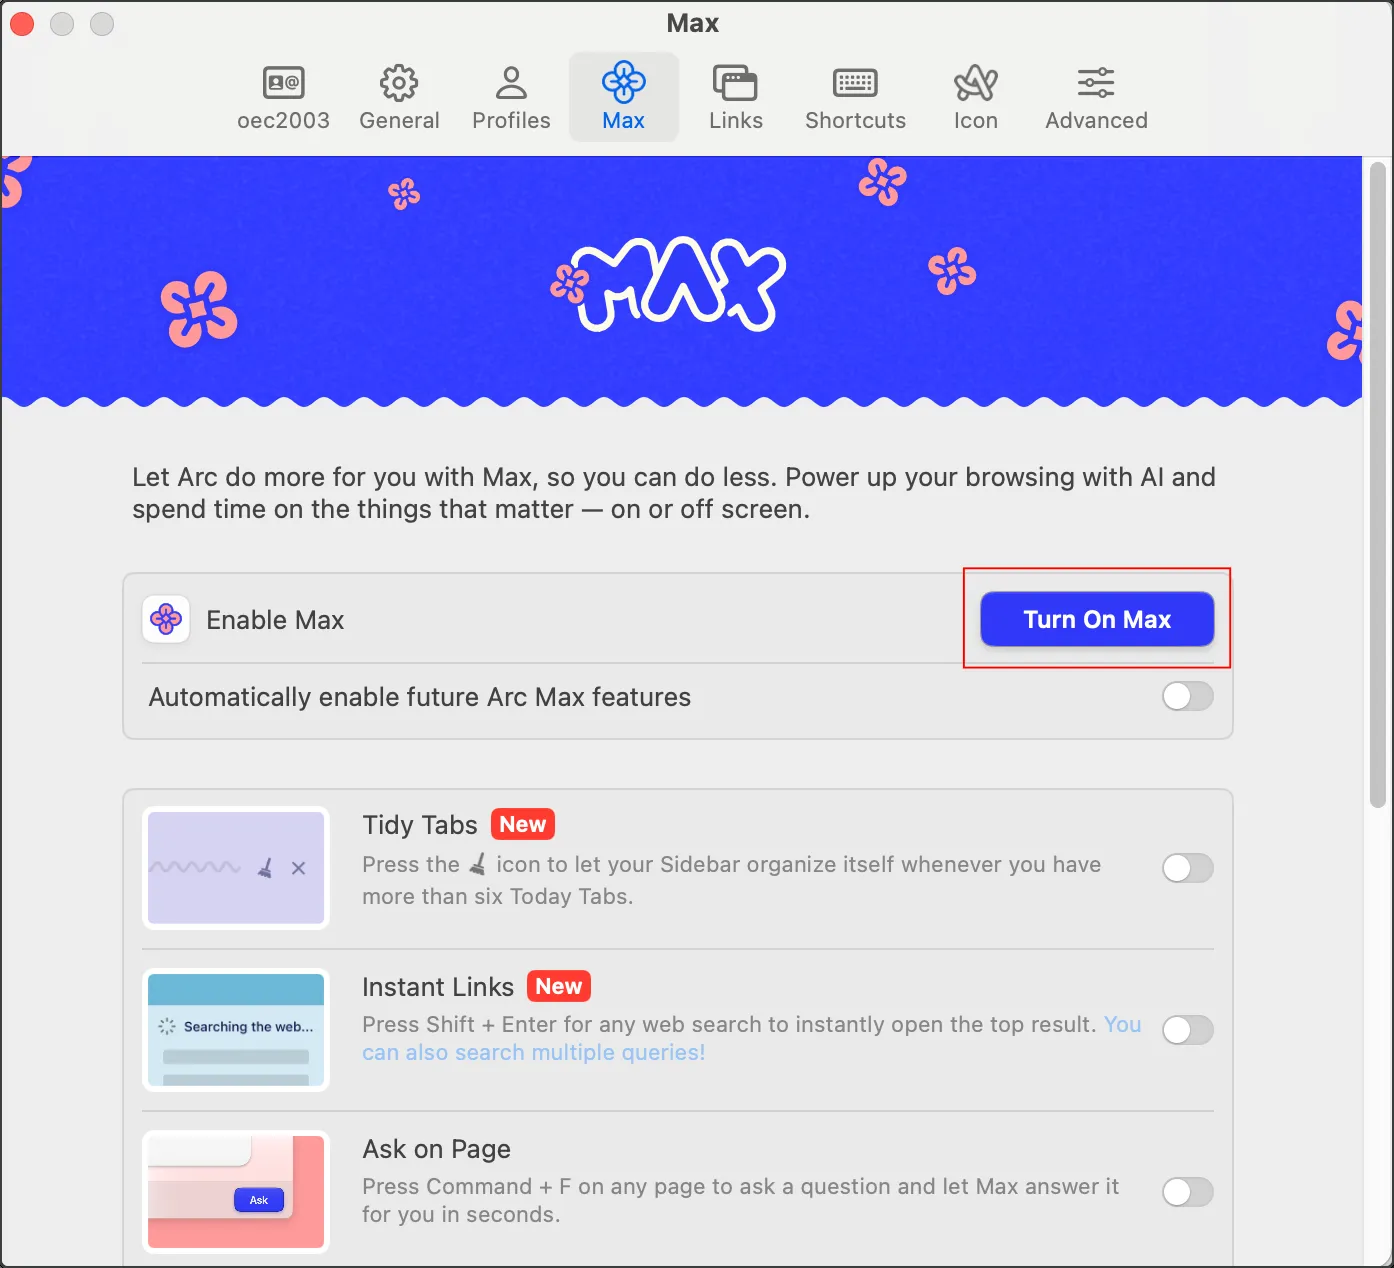 Max
oec2003
General
Profiles
Max
Links
Shortcuts
Icon
Advanced
MAX
Let Arc do more for you with Max, so you can do less. Power up your browsing with AI and
spend time on the things that matter — on or off screen.
Enable Max
Turn On Max
Automatically enable future Arc Max features
Tidy Tabs New
Press the icon to let your Sidebar organize itself whenever you have
more than six Today Tabs.
Searching the web...
Instant Links New
Press Shift + Enter for any web search to instantly open the top result. You
can also search multiple queries!
Ask
Ask on Page
Press Command + F on any page to ask a question and let Max answer it
for you in seconds.